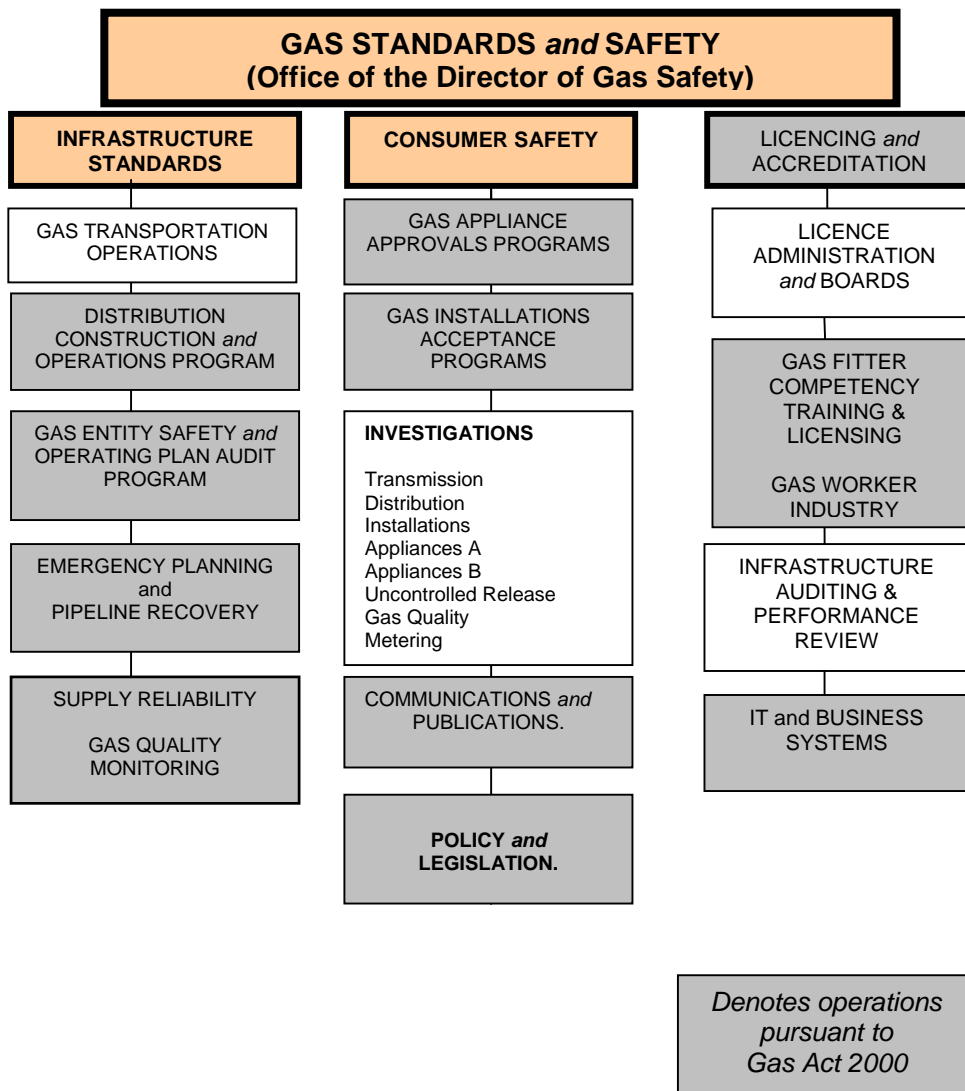 GAS STANDARDS and SAFETY
(Office of the Director of Gas Safety)
INFRASTRUCTURE
STANDARDS
GAS TRANSPORTATION
OPERATIONS
DISTRIBUTION
CONSTRUCTION and
OPERATIONS PROGRAM
GAS ENTITY SAFETY and
OPERATING PLAN AUDIT
PROGRAM
EMERGENCY PLANNING
and
PIPELINE RECOVERY
SUPPLY RELIABILITY
GAS QUALITY
MONITORING
CONSUMER SAFETY
GAS APPLIANCE
APPROVALS PROGRAMS
GAS INSTALLATIONS
ACCEPTANCE
PROGRAMS
INVESTIGATIONS
Transmission
Distribution
Installations
Appliances A
Appliances B
Uncontrolled Release
Gas Quality
Metering
COMMUNICATIONS and
PUBLICATIONS.
POLICY and
LEGISLATION.
LICENCING and
ACCREDITATION
LICENCE
ADMINISTRATION
and BOARDS
GAS FITTER
COMPETENCY
TRAINING &
LICENSING
GAS WORKER
INDUSTRY
INFRASTRUCTURE
AUDITING &
PERFORMANCE
REVIEW
IT and BUSINESS
SYSTEMS
Denotes operations
pursuant to
Gas Act 2000